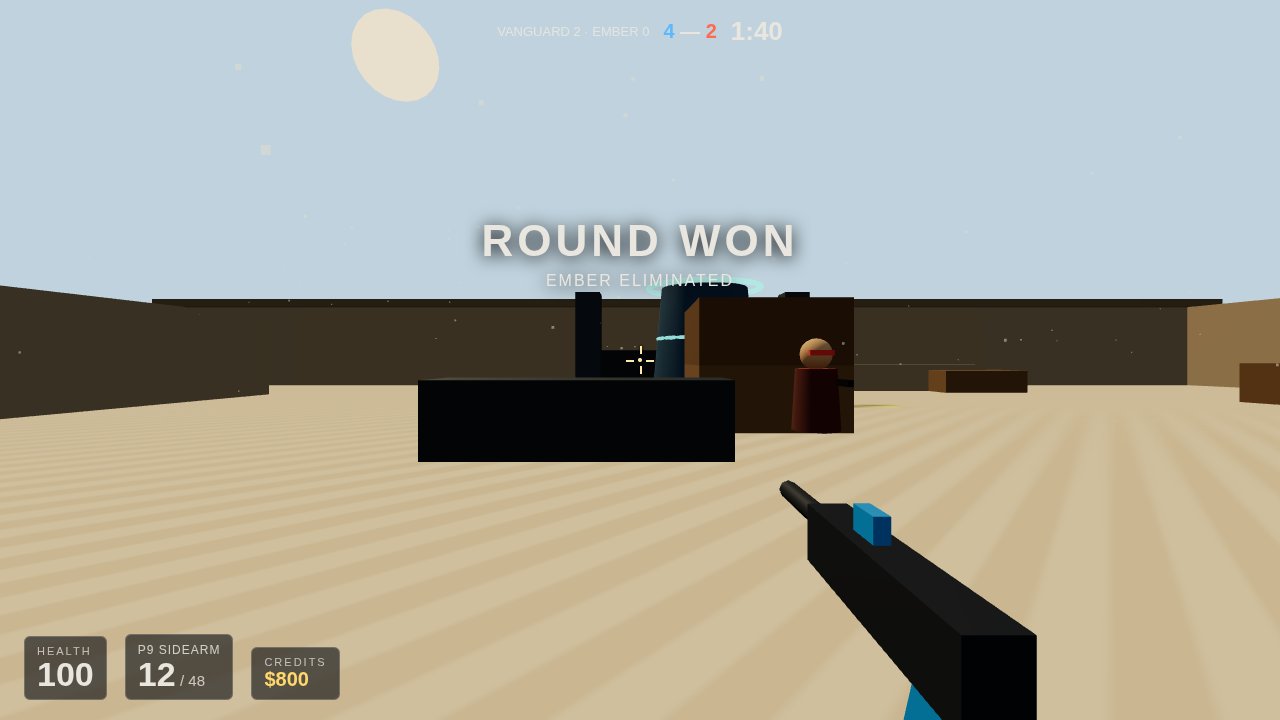 VANGUARD 2 · EMBER 0 4 — 2 1:40
ROUND WON
EMBER ELIMINATED
HEALTH
100
P9 SIDEARM
12 / 48
CREDITS
$800